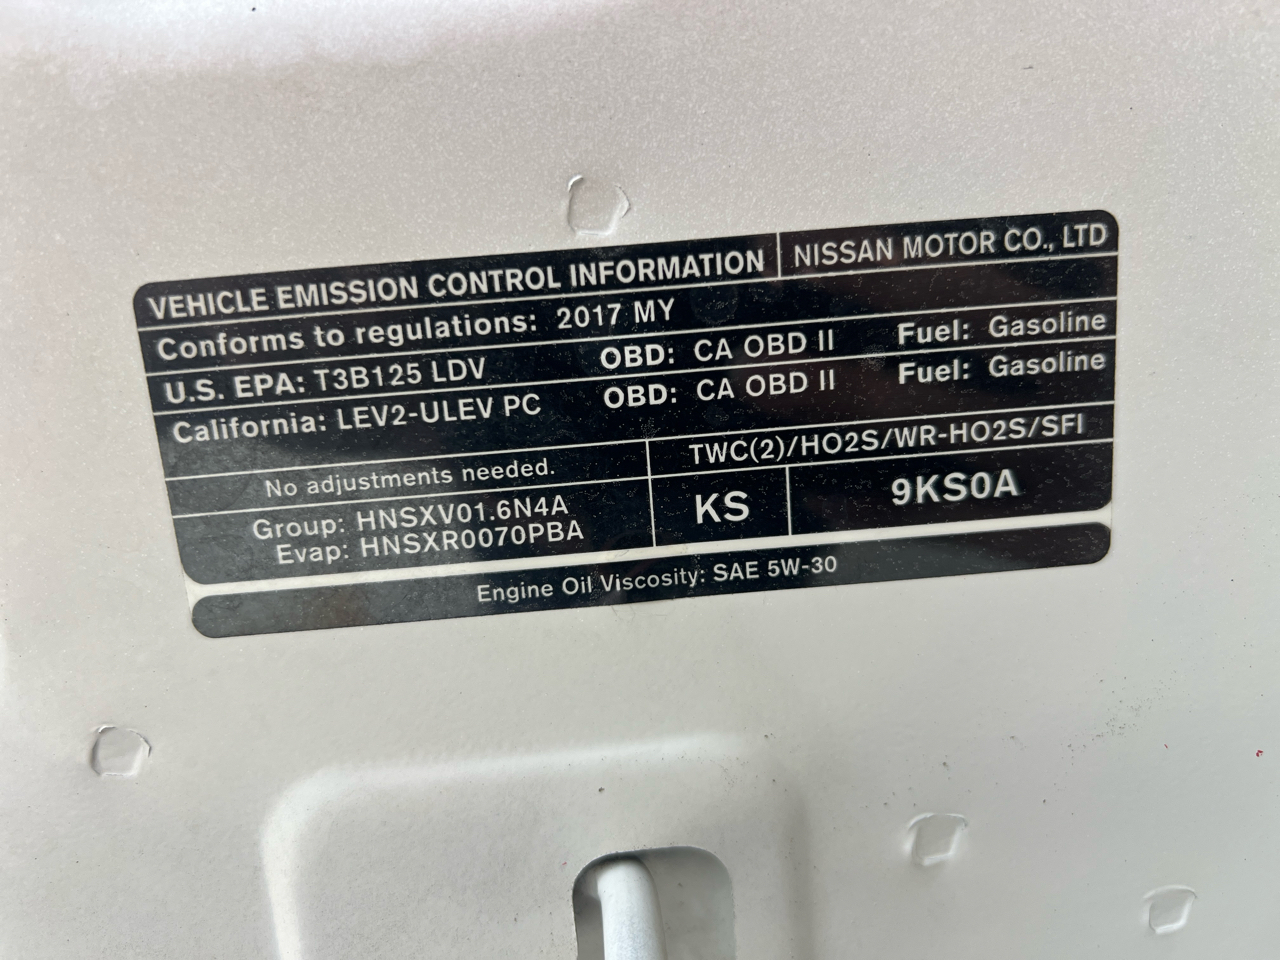 VEHICLE EMISSION CONTROL INFORMATION NISSAN MOTOR CO., LTD
Conforms to regulations: 2017 MY
U.S. EPA: T3B125 LDV OBD: CA OBD II Fuel: Gasoline
California: LEV2-ULEV PC OBD: CA OBD II Fuel: Gasoline
No adjustments needed. TWC(2)/HO2S/WR-HO2S/SFI
Group: HNSXV01.6N4A KS 9KS0A
Evap: HNSXR0070PBA
Engine Oil Viscosity: SAE 5W-30